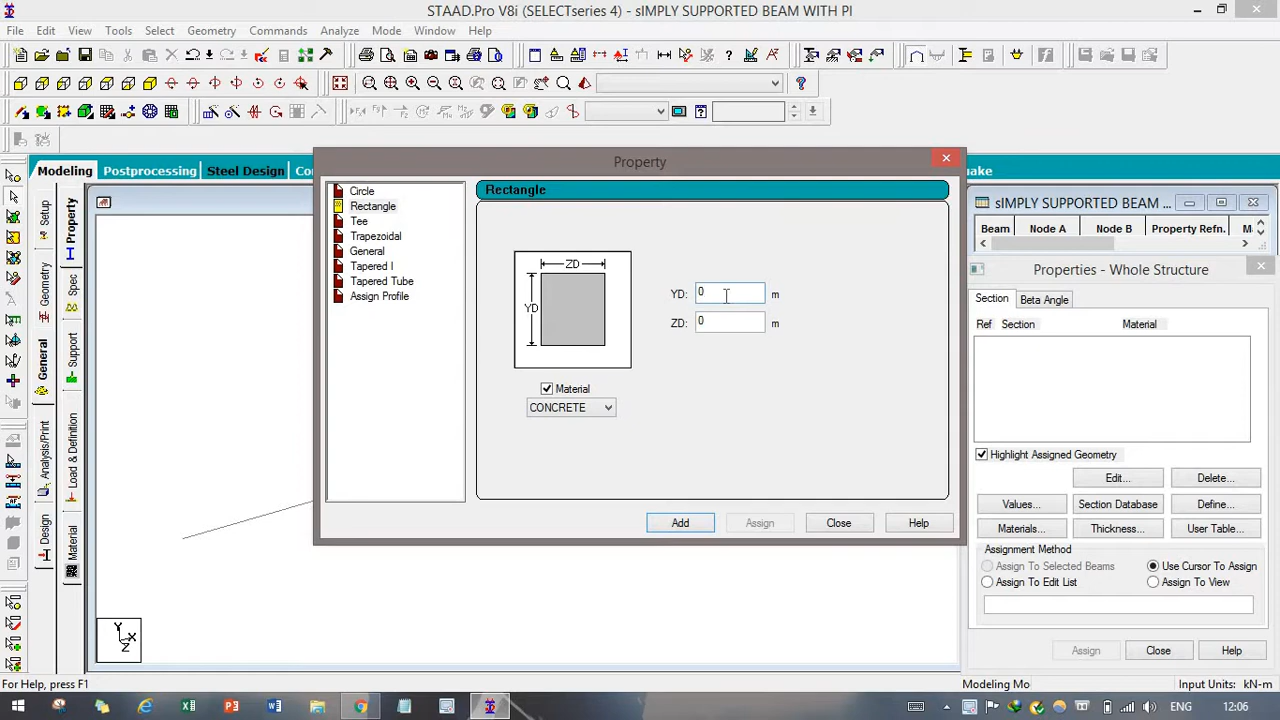 STAAD.Pro V8i (SELECTseries 4) - sIMPLY SUPPORTED BEAM WITH PI
File Edit View Tools Select Geometry Commands Analyze Mode Window Help
Modeling Postprocessing Steel Design Co quake
Property
Circle
Rectangle
Tee
Trapezoidal
General
Tapered I
Tapered Tube
Assign Profile
Rectangle
ZD
YD
YD: 0 m
ZD: 0 m
Material
CONCRETE
Add Assign Close Help
Setup
Geometry
General
Analysis/Print
Design
Property
Spec
Support
Load & Definition
Material
Y
X
Z
sIMPLY SUPPORTED BEAM ...
Beam Node A Node B Property Refn. M
Properties - Whole Structure
Section Beta Angle
Ref Section Material
Highlight Assigned Geometry
Edit... Delete...
Values... Section Database Define...
Materials... Thickness... User Table...
Assignment Method
Assign To Selected Beams Use Cursor To Assign
Assign To Edit List Assign To View
Assign Close Help
For Help, press F1 Modeling Mo Input Units: kN-m
ENG 12:06